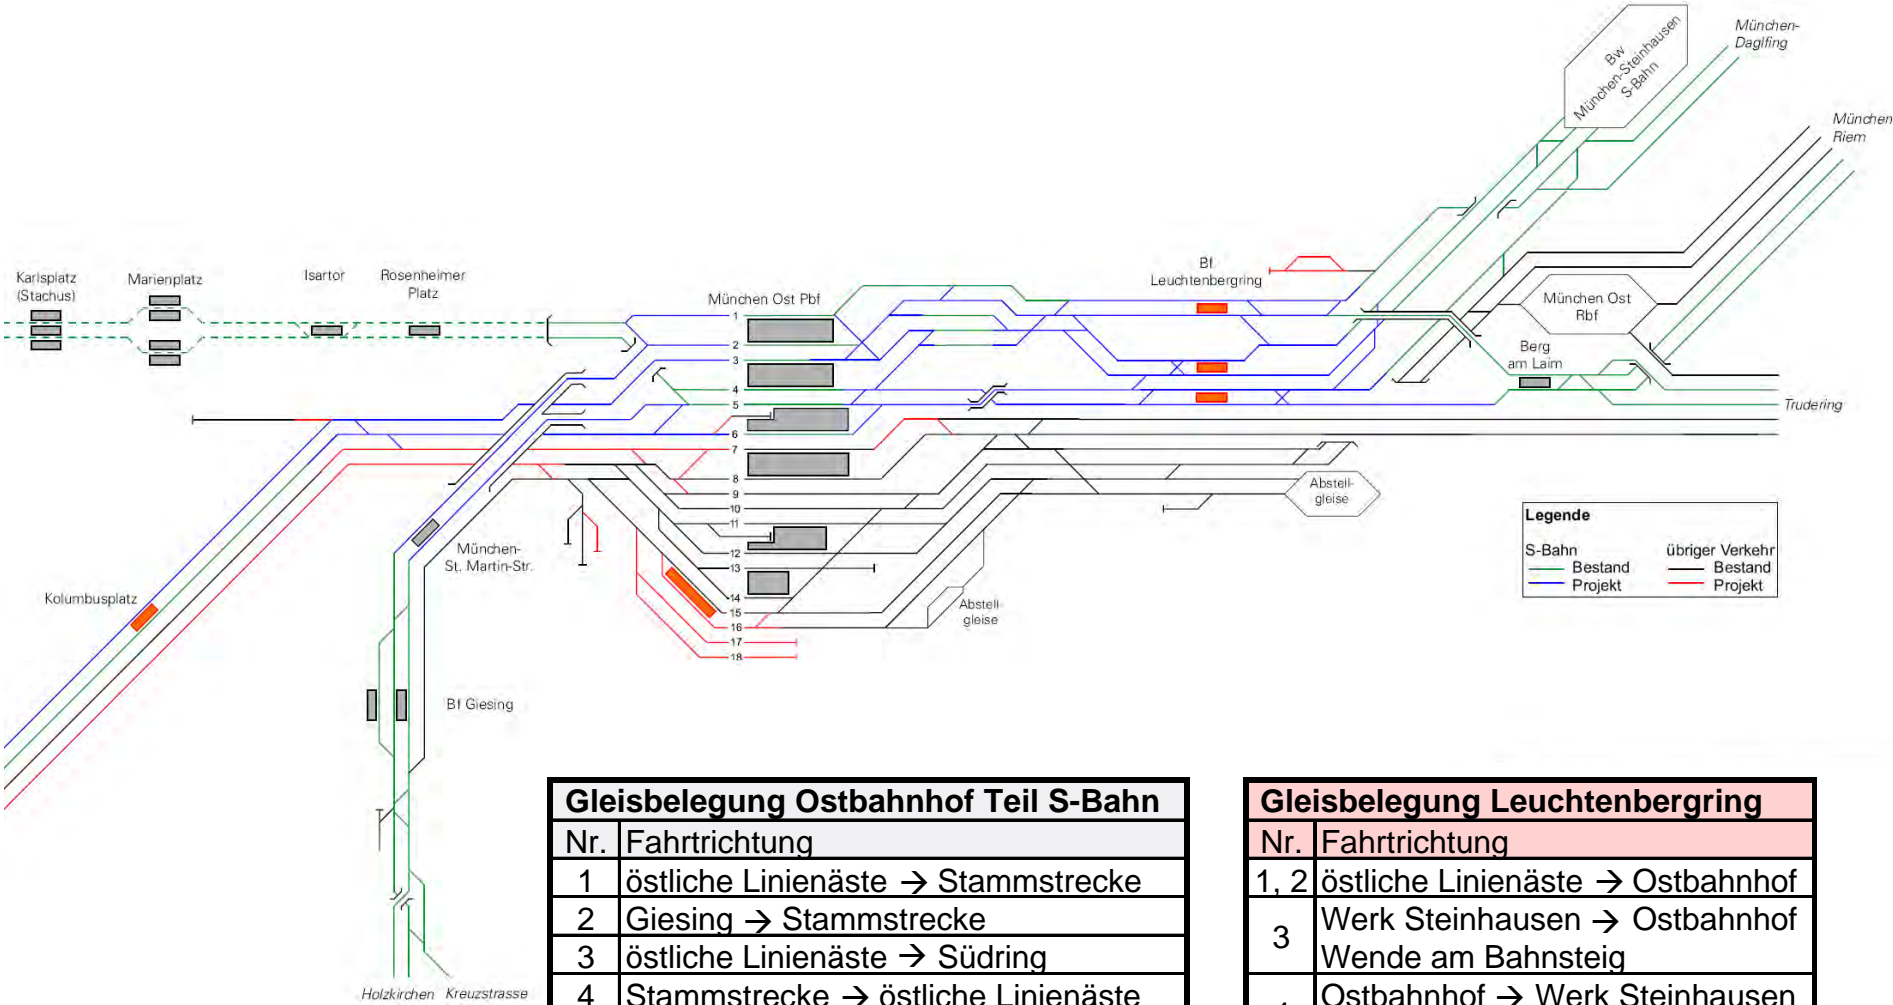 Bw
München-Steinhausen
S-Bahn
München-
Daglfing
München
Riem
Karlsplatz
(Stachus)
Marienplatz
Isartor
Rosenheimer
Platz
München Ost Pbf
Bf
Leuchtenbergring
München Ost
Rbf
Berg
am Laim
Trudering
1
2
3
4
5
6
7
8
9
10
11
12
13
14
15
16
17
18
Abstell-
gleise
Abstell-
gleise
München-
St. Martin-Str.
Kolumbusplatz
Bf Giesing
Holzkirchen Kreuzstrasse
Legende
S-Bahn übriger Verkehr
Bestand Bestand
Projekt Projekt
Gleisbelegung Ostbahnhof Teil S-Bahn
Nr. Fahrtrichtung
1 östliche Linienäste → Stammstrecke
2 Giesing → Stammstrecke
3 östliche Linienäste → Südring
4 Stammstrecke → östliche Linienäste
Gleisbelegung Leuchtenbergring
Nr. Fahrtrichtung
1, 2 östliche Linienäste → Ostbahnhof
3 Werk Steinhausen → Ostbahnhof
Wende am Bahnsteig
Ostbahnhof → Werk Steinhausen